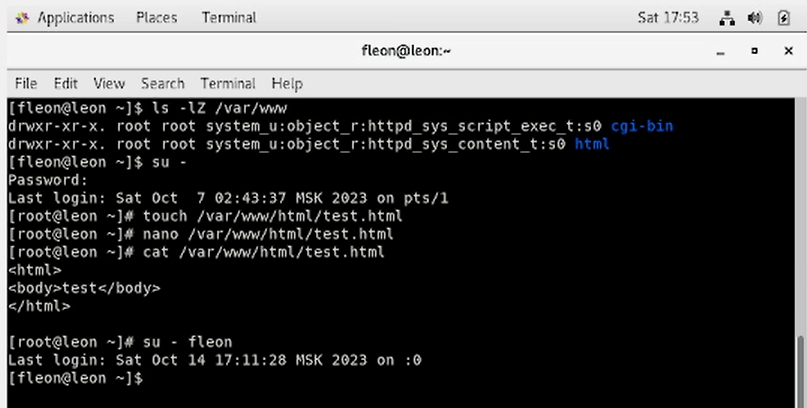 Applications Places Terminal Sat 17:53
fleon@leon:~
File Edit View Search Terminal Help
[fleon@leon ~]$ ls -lZ /var/www
drwxr-xr-x. root root system_u:object_r:httpd_sys_script_exec_t:s0 cgi-bin
drwxr-xr-x. root root system_u:object_r:httpd_sys_content_t:s0 html
[fleon@leon ~]$ su -
Password:
Last login: Sat Oct  7 02:43:37 MSK 2023 on pts/1
[root@leon ~]# touch /var/www/html/test.html
[root@leon ~]# nano /var/www/html/test.html
[root@leon ~]# cat /var/www/html/test.html
<html>
<body>test</body>
</html>
[root@leon ~]# su - fleon
Last login: Sat Oct 14 17:11:28 MSK 2023 on :0
[fleon@leon ~]$